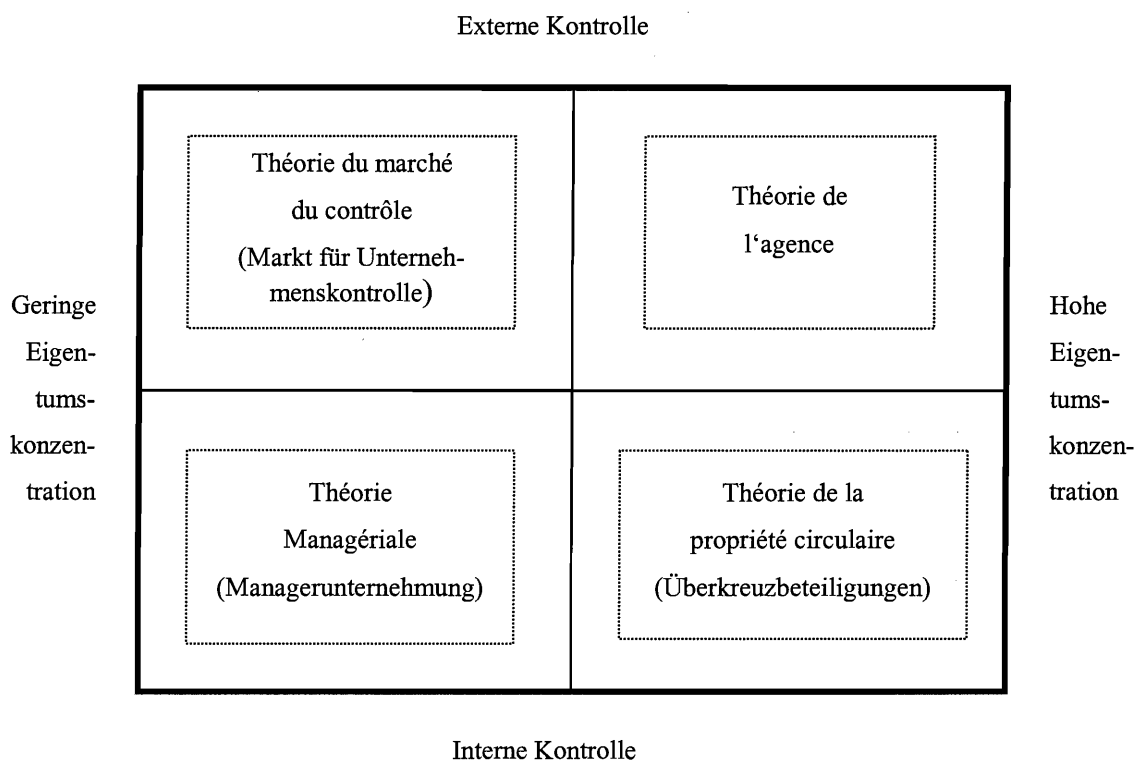 Externe Kontrolle
Théorie du marché
du contrôle
(Markt für Unterneh-
menskontrolle)
Théorie de
l‘agence
Geringe
Eigen-
tums-
konzen-
tration
Hohe
Eigen-
tums-
konzen-
tration
Théorie
Managériale
(Managerunternehmung)
Théorie de la
propriété circulaire
(Überkreuzbeteiligungen)
Interne Kontrolle